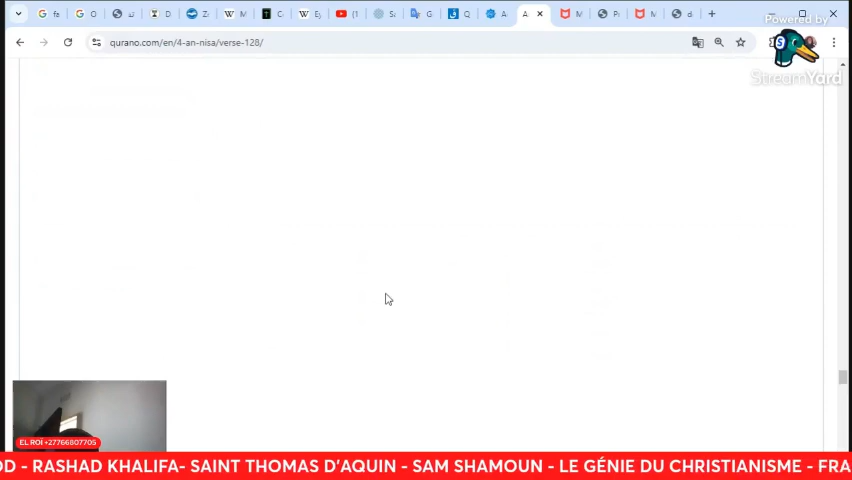 Powered by
StreamYard
qurano.com/en/4-an-nisa/verse-128/
EL ROI +27766807705
OD - RASHAD KHALIFA- SAINT THOMAS D'AQUIN - SAM SHAMOUN - LE GÉNIE DU CHRISTIANISME - FRA